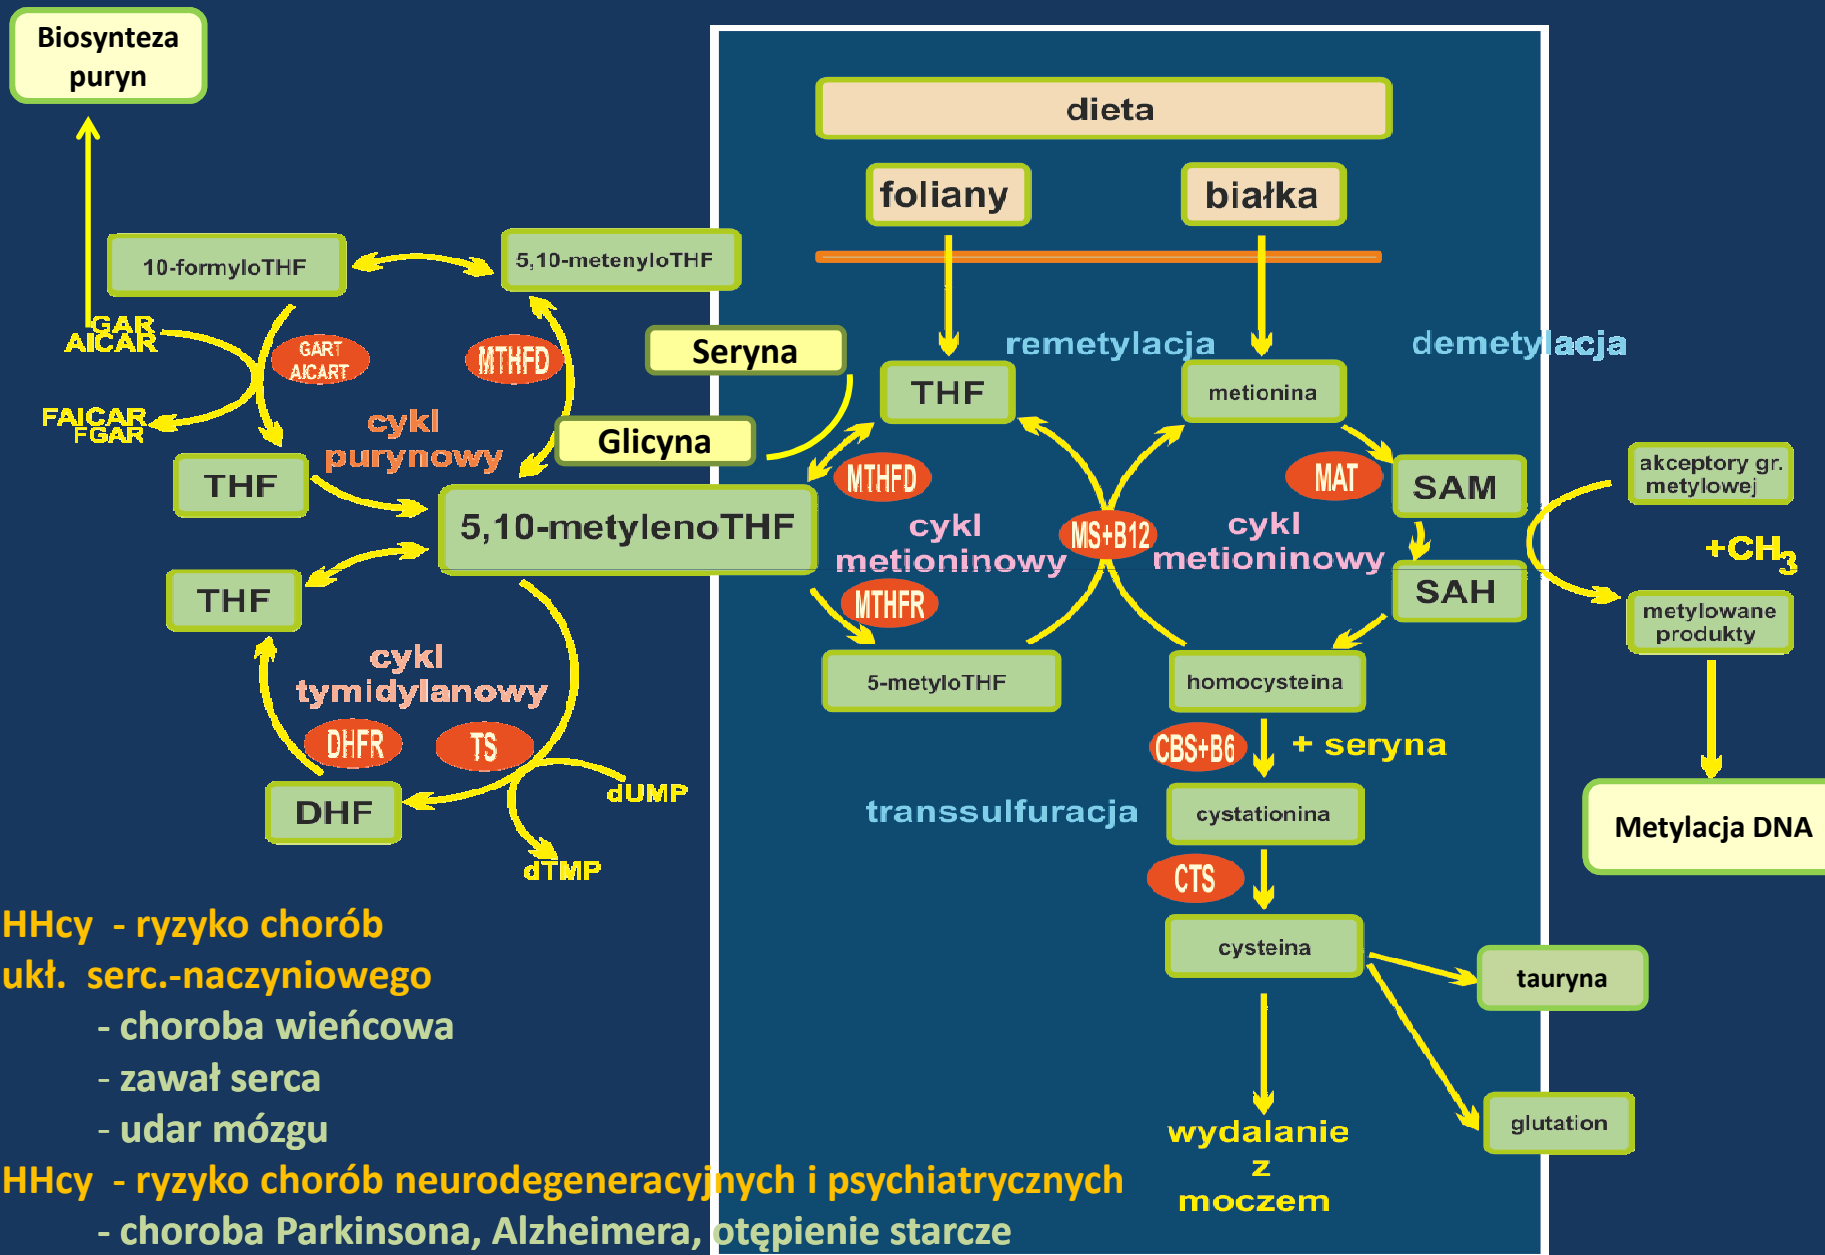 Biosynteza
puryn
dieta
foliany
białka
10-formyloTHF
5,10-metenyloTHF
GAR
AICAR
GART
AICART
MTHFD
Seryna
remetylacja
demetylacja
THF
metionina
FAICAR
FGAR
cykl
purynowy
Glicyna
THF
MTHFD
MAT
SAM
akceptory gr.
metylowej
5,10-metylenoTHF
cykl
metioninowy
MS+B12
cykl
metioninowy
+CH3
THF
MTHFR
SAH
metylowane
produkty
cykl
tymidylanowy
5-metyloTHF
homocysteina
DHFR
TS
CBS+B6
+ seryna
dUMP
DHF
transsulfuracja
cystationina
Metylacja DNA
dTMP
CTS
HHcy - ryzyko chorób
ukł. serc.-naczyniowego
- choroba wieńcowa
- zawał serca
- udar mózgu
cysteina
tauryna
glutation
wydalanie
z
moczem
HHcy - ryzyko chorób neurodegeneracyjnych i psychiatrycznych
- choroba Parkinsona, Alzheimera, otępienie starcze